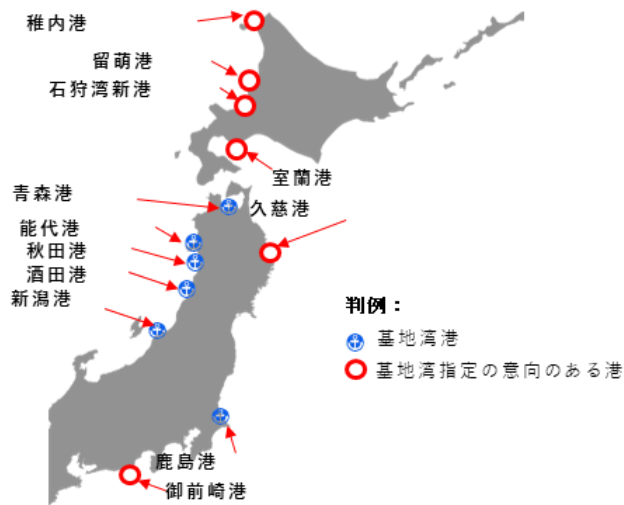 稚内港
留萌港
石狩湾新港
室蘭港
青森港
久慈港
能代港
秋田港
酒田港
新潟港
判例：
基地湾港
基地湾指定の意向のある港
鹿島港
御前崎港